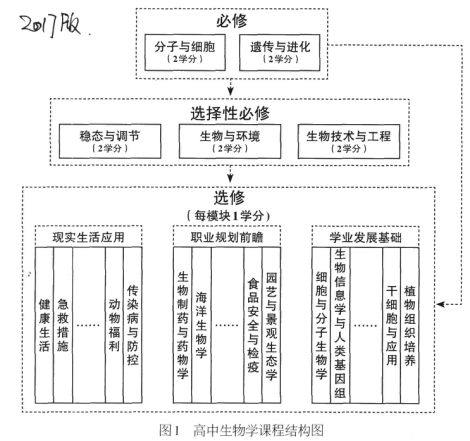 2017版.
必修
分子与细胞
(2学分)
遗传与进化
(2学分)
选择性必修
稳态与调节
(2学分)
生物与环境
(2学分)
生物技术与工程
(2学分)
选修
(每模块1学分)
现实生活应用
健康生活
急救措施
……
动物福利
传染病与防控
职业规划前瞻
生物制药与药物学
海洋生物学
……
食品安全与检疫
园艺与景观生态学
学业发展基础
细胞与分子生物学
生物信息学与人类基因组
……
干细胞与应用
植物组织培养
图1 高中生物学课程结构图